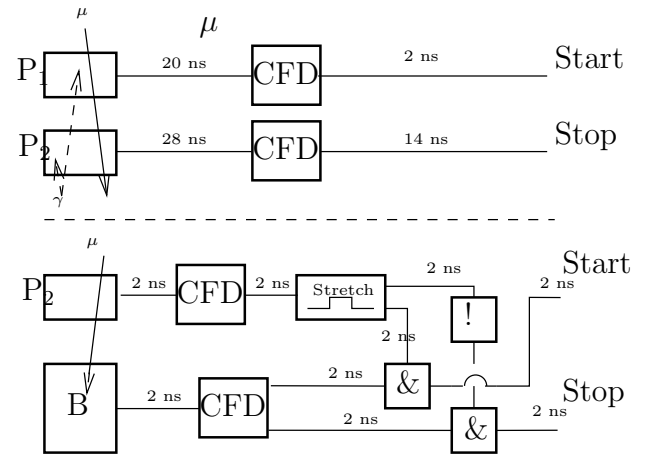 μ
μ
20 ns
2 ns
Start
P1
CFD
28 ns
14 ns
Stop
P2
CFD
γ
μ
Start
2 ns
2 ns
2 ns
2 ns
P2
CFD
Stretch
!
2 ns
2 ns
&
Stop
2 ns
2 ns
2 ns
B
CFD
&